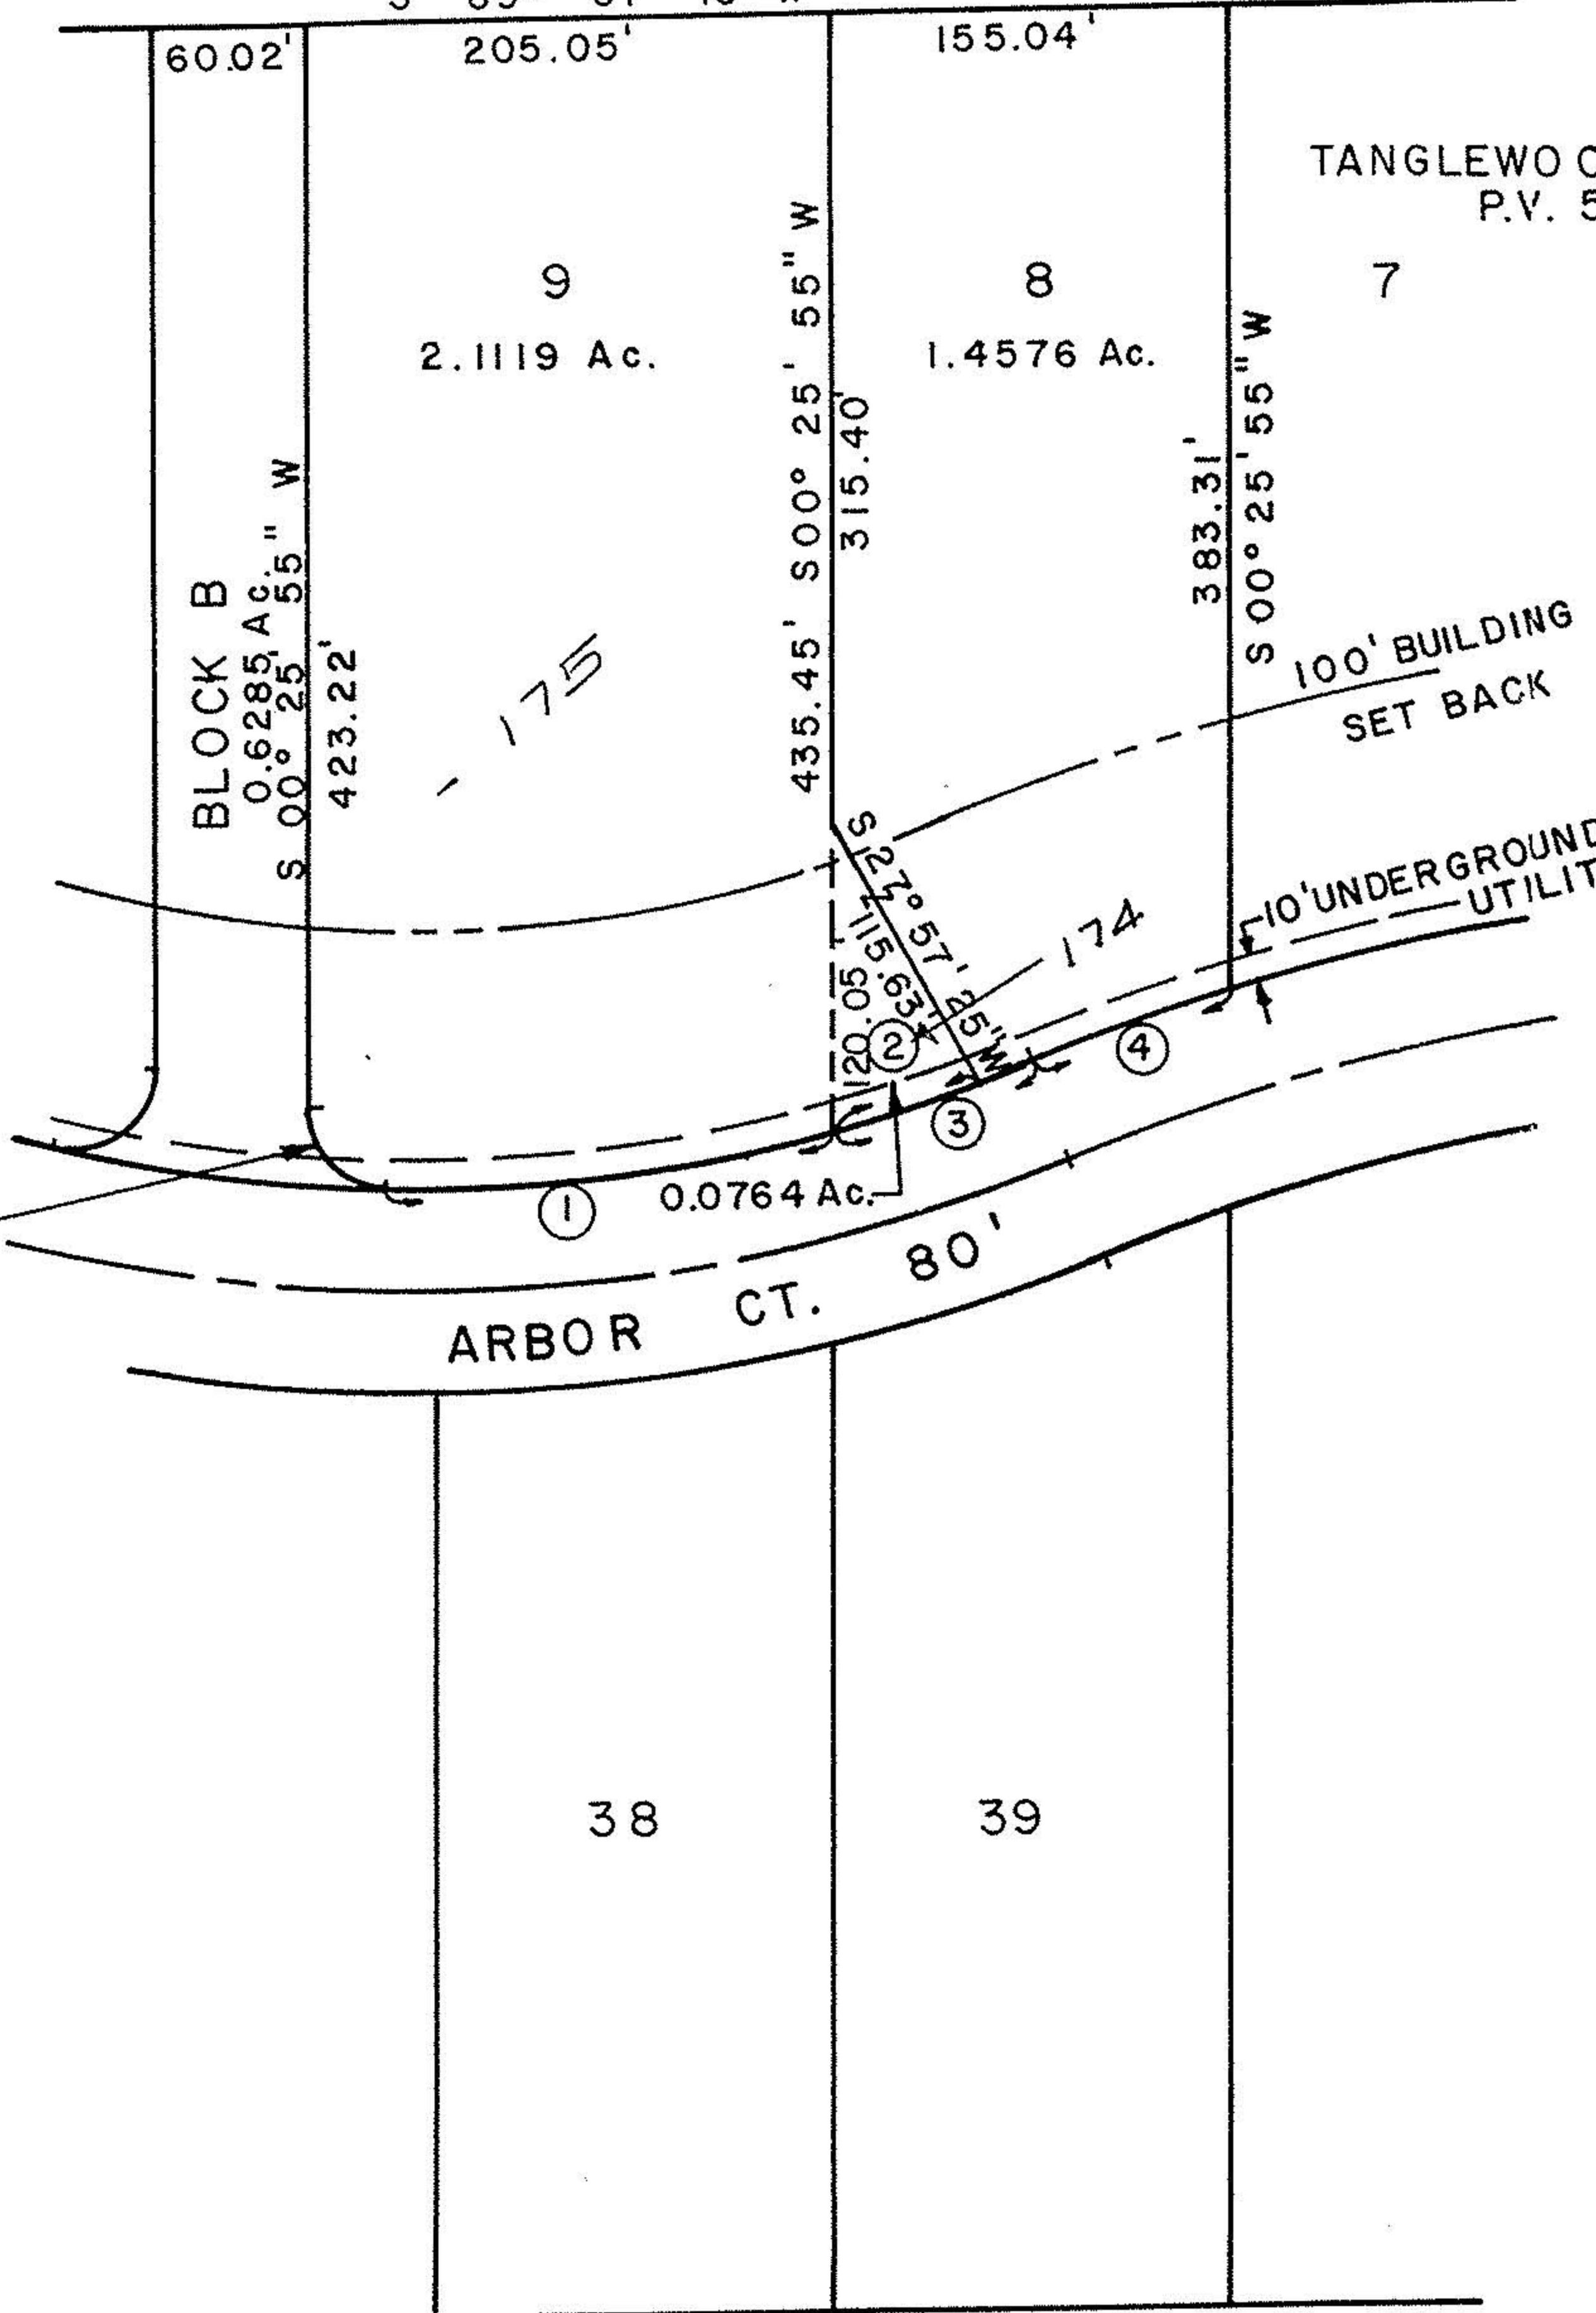 60.02'
205.05'
155.04'
TANGLEWO
P.V. 5
9
2.1119 Ac.
8
1.4576 Ac.
7
BLOCK B
0.6285 Ac.
S 00° 25' 55" W
423.22'
175
435.45' S 00° 25' 55" W
315.40'
383.31'
S 00° 25' 55" W
100' BUILDING
SET BACK
S 27° 57' 25" W
115.63'
120.05'
174
10' UNDERGROUND
UTILIT
2
4
3
1
0.0764 Ac.
ARBOR CT. 80'
38
39